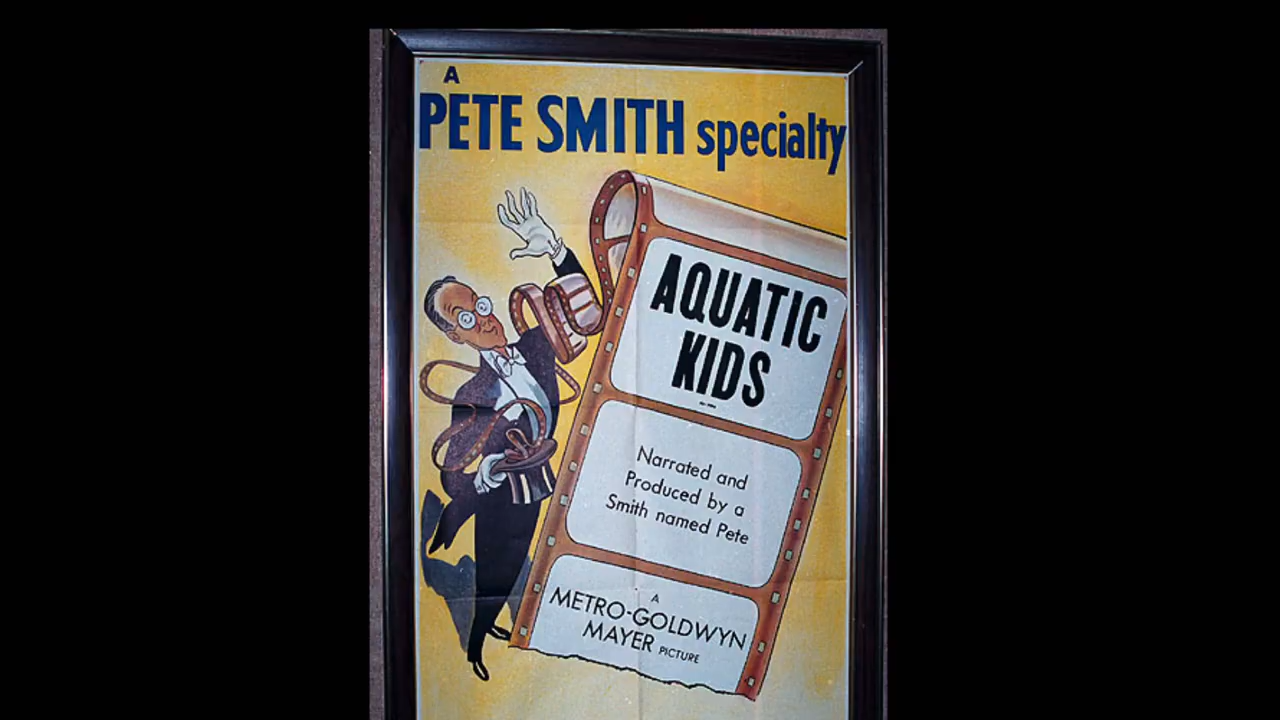 A
PETE SMITH specialty
AQUATIC
KIDS
Narrated and
Produced by a
Smith named Pete
A
METRO-GOLDWYN
MAYER PICTURE